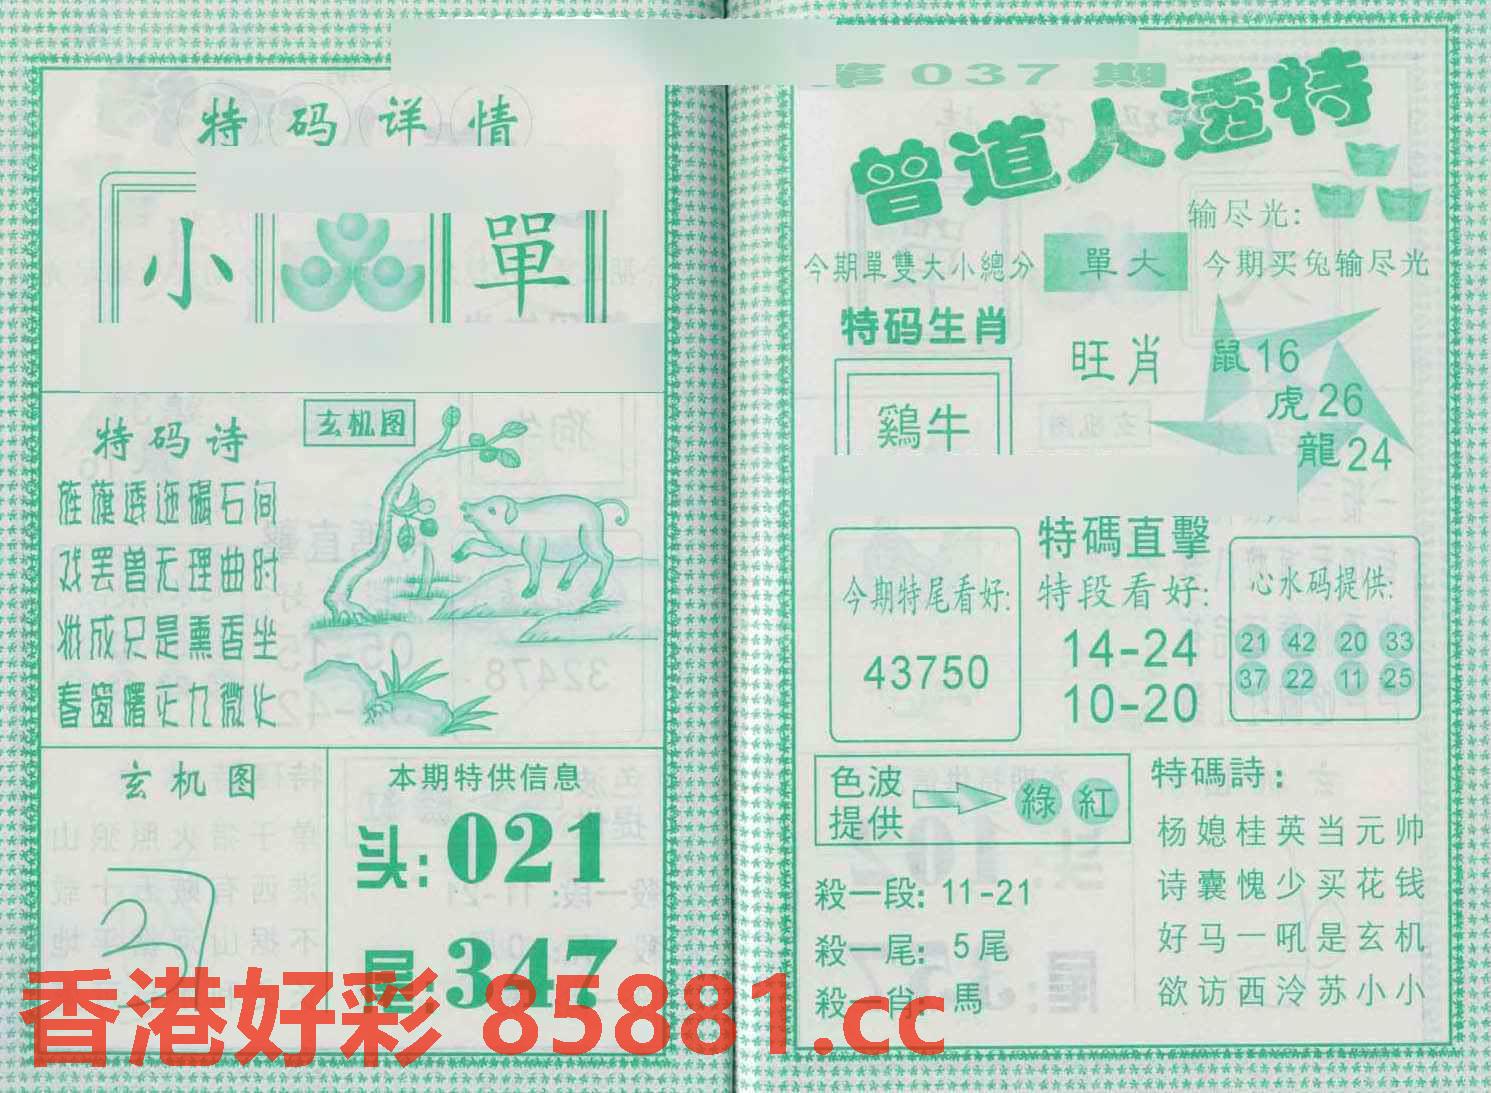 特码详情
小 單
特码诗
玄机图
旌旗透迤碣石间
戏罢曾无理曲时
妆成只是熏香坐
春窗曙灭九微火
玄机图
本期特供信息
头:021
尾:347
037期
曾道人透特
输尽光:
今期單雙大小總分 單大 今期买兔输尽光
特码生肖
鷄牛
旺肖
鼠16
虎26
龍24
今期特尾看好:
43750
特碼直擊
特段看好:
14-24
10-20
心水码提供:
21 42 20 33
37 22 11 25
色波提供 綠 紅
殺一段: 11-21
殺一尾: 5尾
殺一肖: 馬
特碼詩:
杨媳桂英当元帅
诗囊愧少买花钱
好马一吼是玄机
欲访西泠苏小小
香港好彩 85881.cc